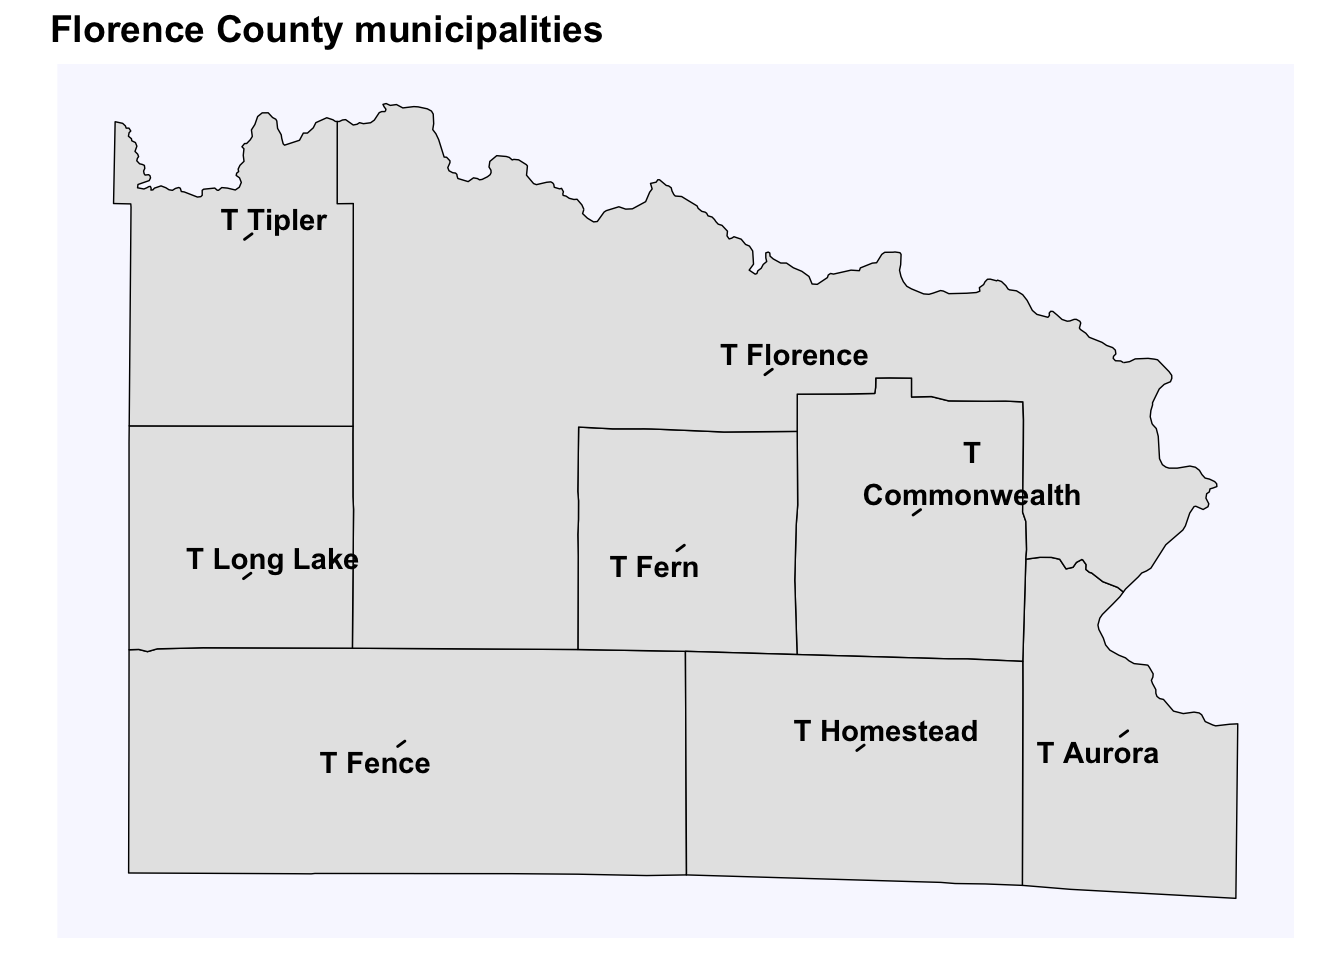 Florence County municipalities
T Tipler
T Florence
T
Commonwealth
T Long Lake
T Fern
T Homestead
T Fence
T Aurora